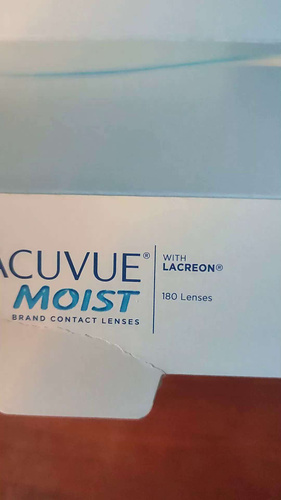 ACUVUE®
MOIST
BRAND CONTACT LENSES
WITH
LACREON®
180 Lenses